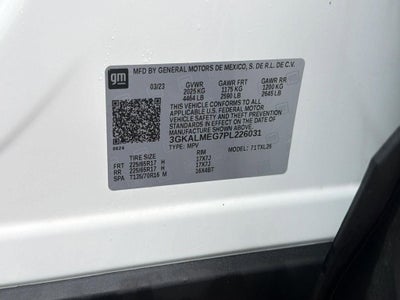 gm
MFD BY GENERAL MOTORS DE MEXICO, S. DE R.L. DE C.V.
03/23 GVWR GAWR FRT GAWR RR
2025 KG 1175 KG 1200 KG
4464 LB 2590 LB 2645 LB
THIS VEHICLE CONFORMS TO ALL
APPLICABLE U.S. FEDERAL MOTOR
VEHICLE SAFETY, BUMPER, AND THEFT
PREVENTION STANDARDS IN EFFECT ON
THE DATE OF MANUFACTURE SHOWN ABOVE.
3GKALMEG7PL226031
TYPE: MPV MODEL: 71TXL26
TIRE SIZE RIM
FRT 225/65R17 H 17X7J
RR 225/65R17 H 17X7J
SPA T135/70R16 M 16X4BT